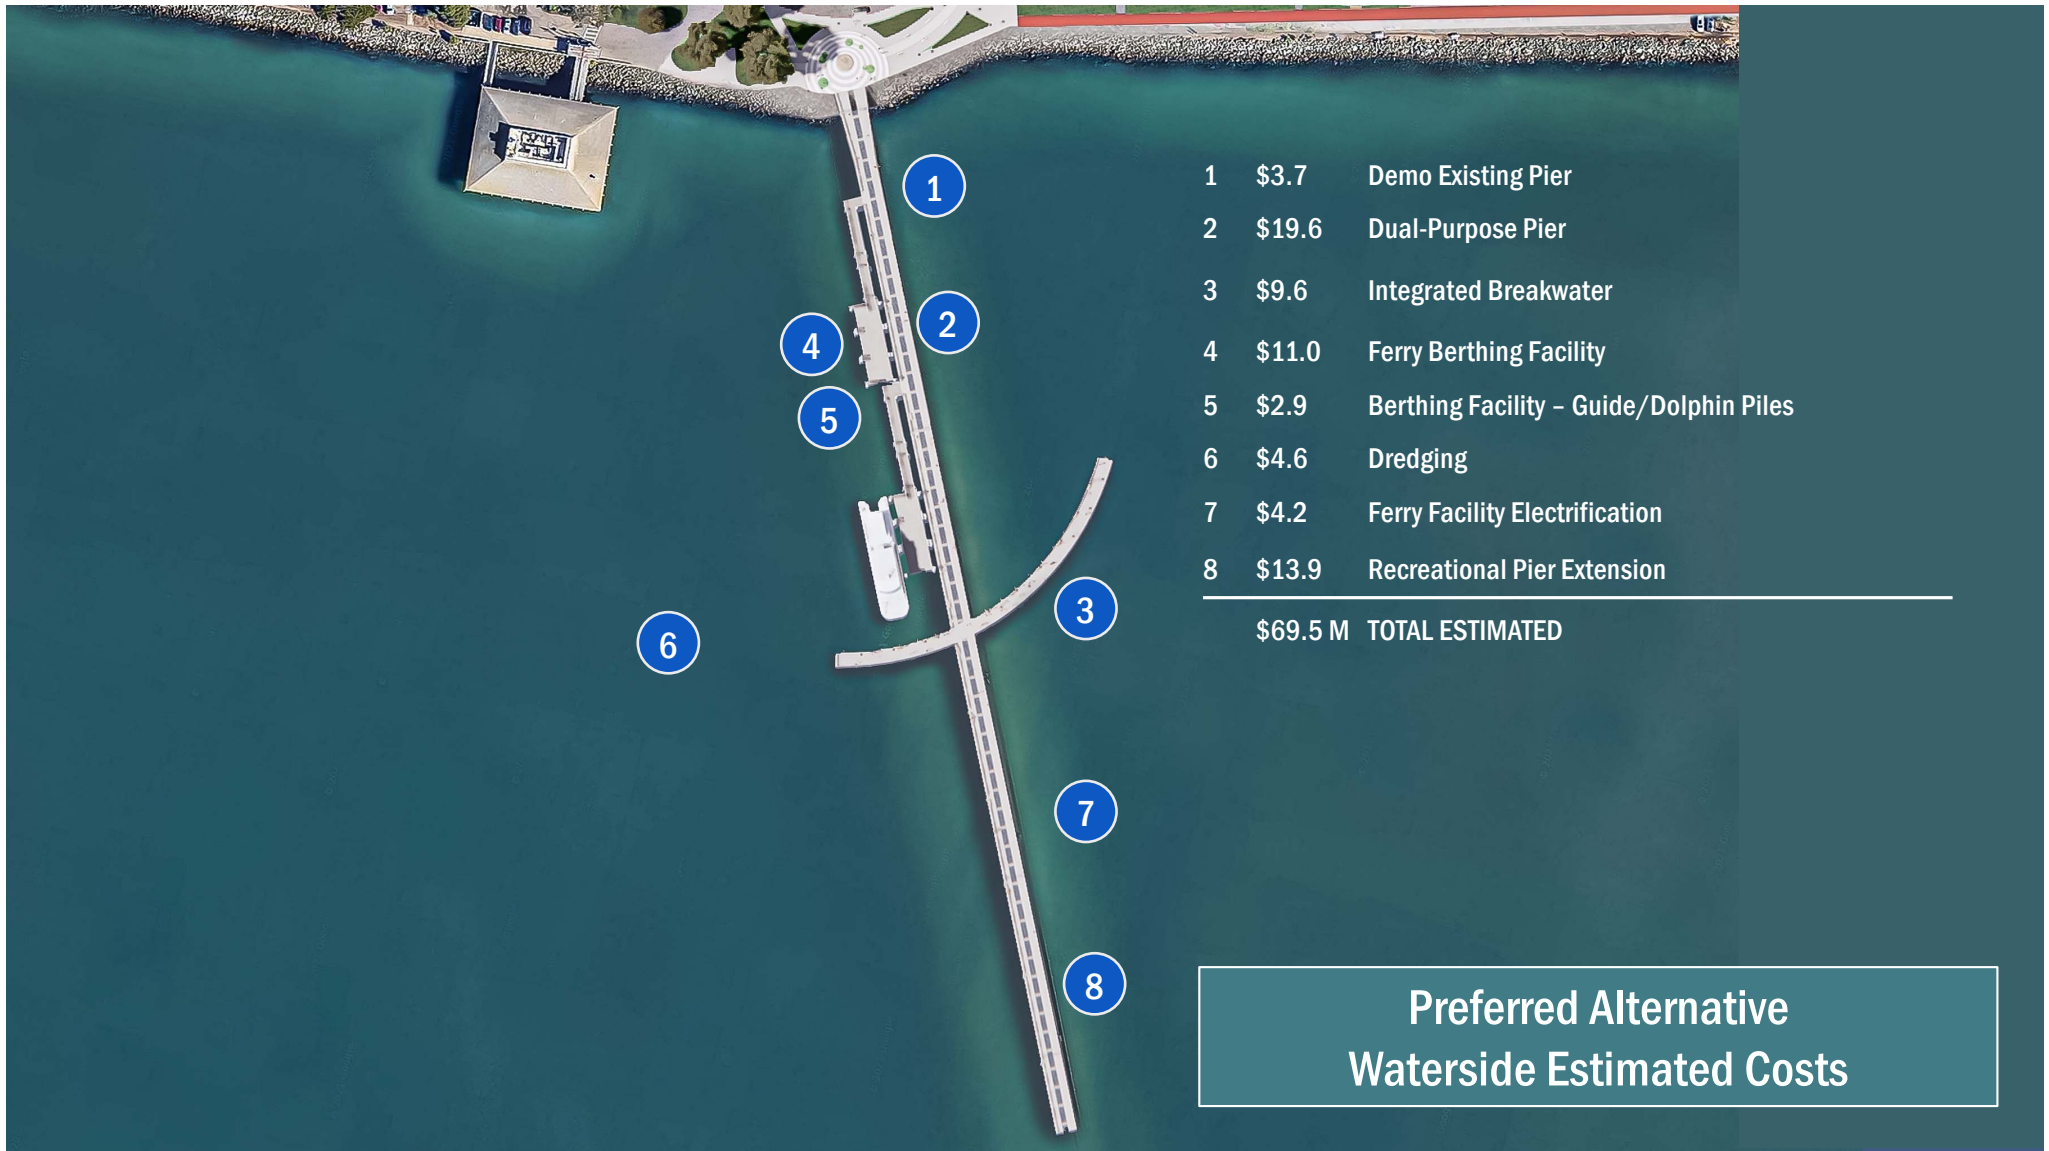 1 $3.7 Demo Existing Pier
2 $19.6 Dual-Purpose Pier
3 $9.6 Integrated Breakwater
4 $11.0 Ferry Berthing Facility
5 $2.9 Berthing Facility – Guide/Dolphin Piles
6 $4.6 Dredging
7 $4.2 Ferry Facility Electrification
8 $13.9 Recreational Pier Extension
$69.5 M TOTAL ESTIMATED
1
2
4
5
3
6
7
8
Preferred Alternative
Waterside Estimated Costs